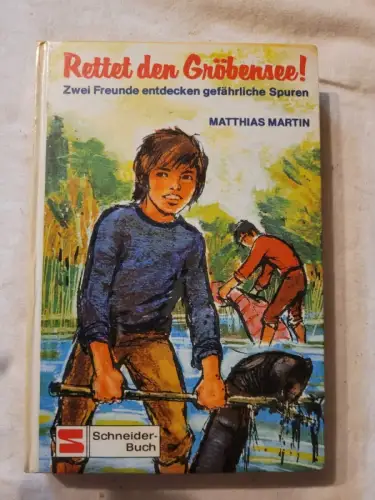 Rettet den Gröbensee!
Zwei Freunde entdecken gefährliche Spuren
MATTHIAS MARTIN
Schneider-
Buch